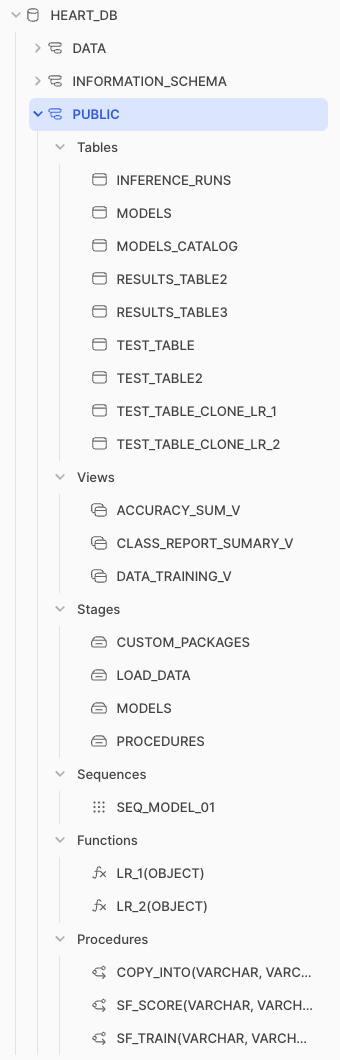 HEART_DB
DATA
INFORMATION_SCHEMA
PUBLIC
Tables
INFERENCE_RUNS
MODELS
MODELS_CATALOG
RESULTS_TABLE2
RESULTS_TABLE3
TEST_TABLE
TEST_TABLE2
TEST_TABLE_CLONE_LR_1
TEST_TABLE_CLONE_LR_2
Views
ACCURACY_SUM_V
CLASS_REPORT_SUMARY_V
DATA_TRAINING_V
Stages
CUSTOM_PACKAGES
LOAD_DATA
MODELS
PROCEDURES
Sequences
SEQ_MODEL_01
Functions
LR_1(OBJECT)
LR_2(OBJECT)
Procedures
COPY_INTO(VARCHAR, VARC...
SF_SCORE(VARCHAR, VARCH...
SF_TRAIN(VARCHAR, VARCH...